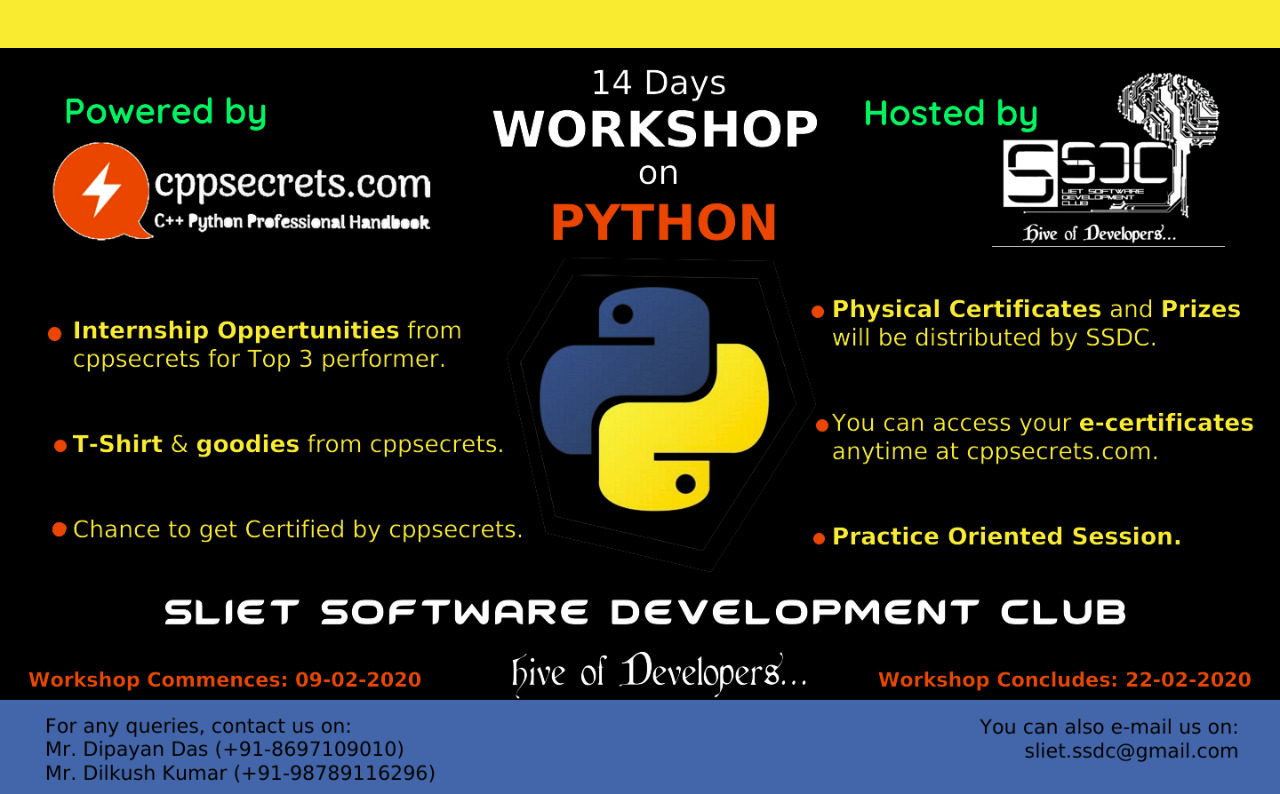 14 Days
WORKSHOP
on
PYTHON
Powered by
cppsecrets.com
C++ Python Professional Handbook
Hosted by
SSDC
SLIET SOFTWARE
DEVELOPMENT
CLUB
Hive of Developers...
Internship Oppertunities from
cppsecrets for Top 3 performer.
T-Shirt & goodies from cppsecrets.
Chance to get Certified by cppsecrets.
Physical Certificates and Prizes
will be distributed by SSDC.
You can access your e-certificates
anytime at cppsecrets.com.
Practice Oriented Session.
SLIET SOFTWARE DEVELOPMENT CLUB
hive of Developers...
Workshop Commences: 09-02-2020
Workshop Concludes: 22-02-2020
For any queries, contact us on:
Mr. Dipayan Das (+91-8697109010)
Mr. Dilkush Kumar (+91-98789116296)
You can also e-mail us on:
sliet.ssdc@gmail.com